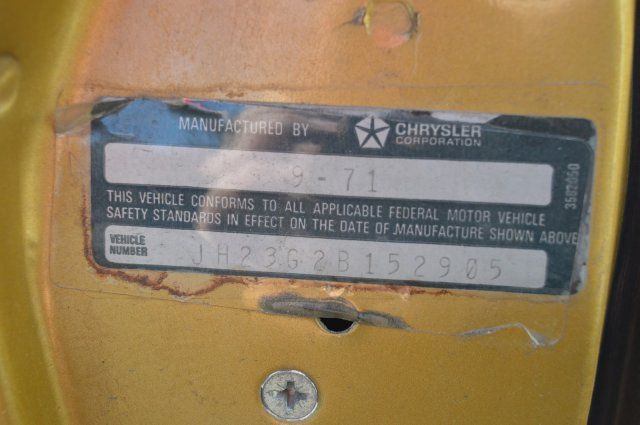 MANUFACTURED BY CHRYSLER CORPORATION
9-71
THIS VEHICLE CONFORMS TO ALL APPLICABLE FEDERAL MOTOR VEHICLE
SAFETY STANDARDS IN EFFECT ON THE DATE OF MANUFACTURE SHOWN ABOVE
VEHICLE NUMBER JH23G2B152905
3582050